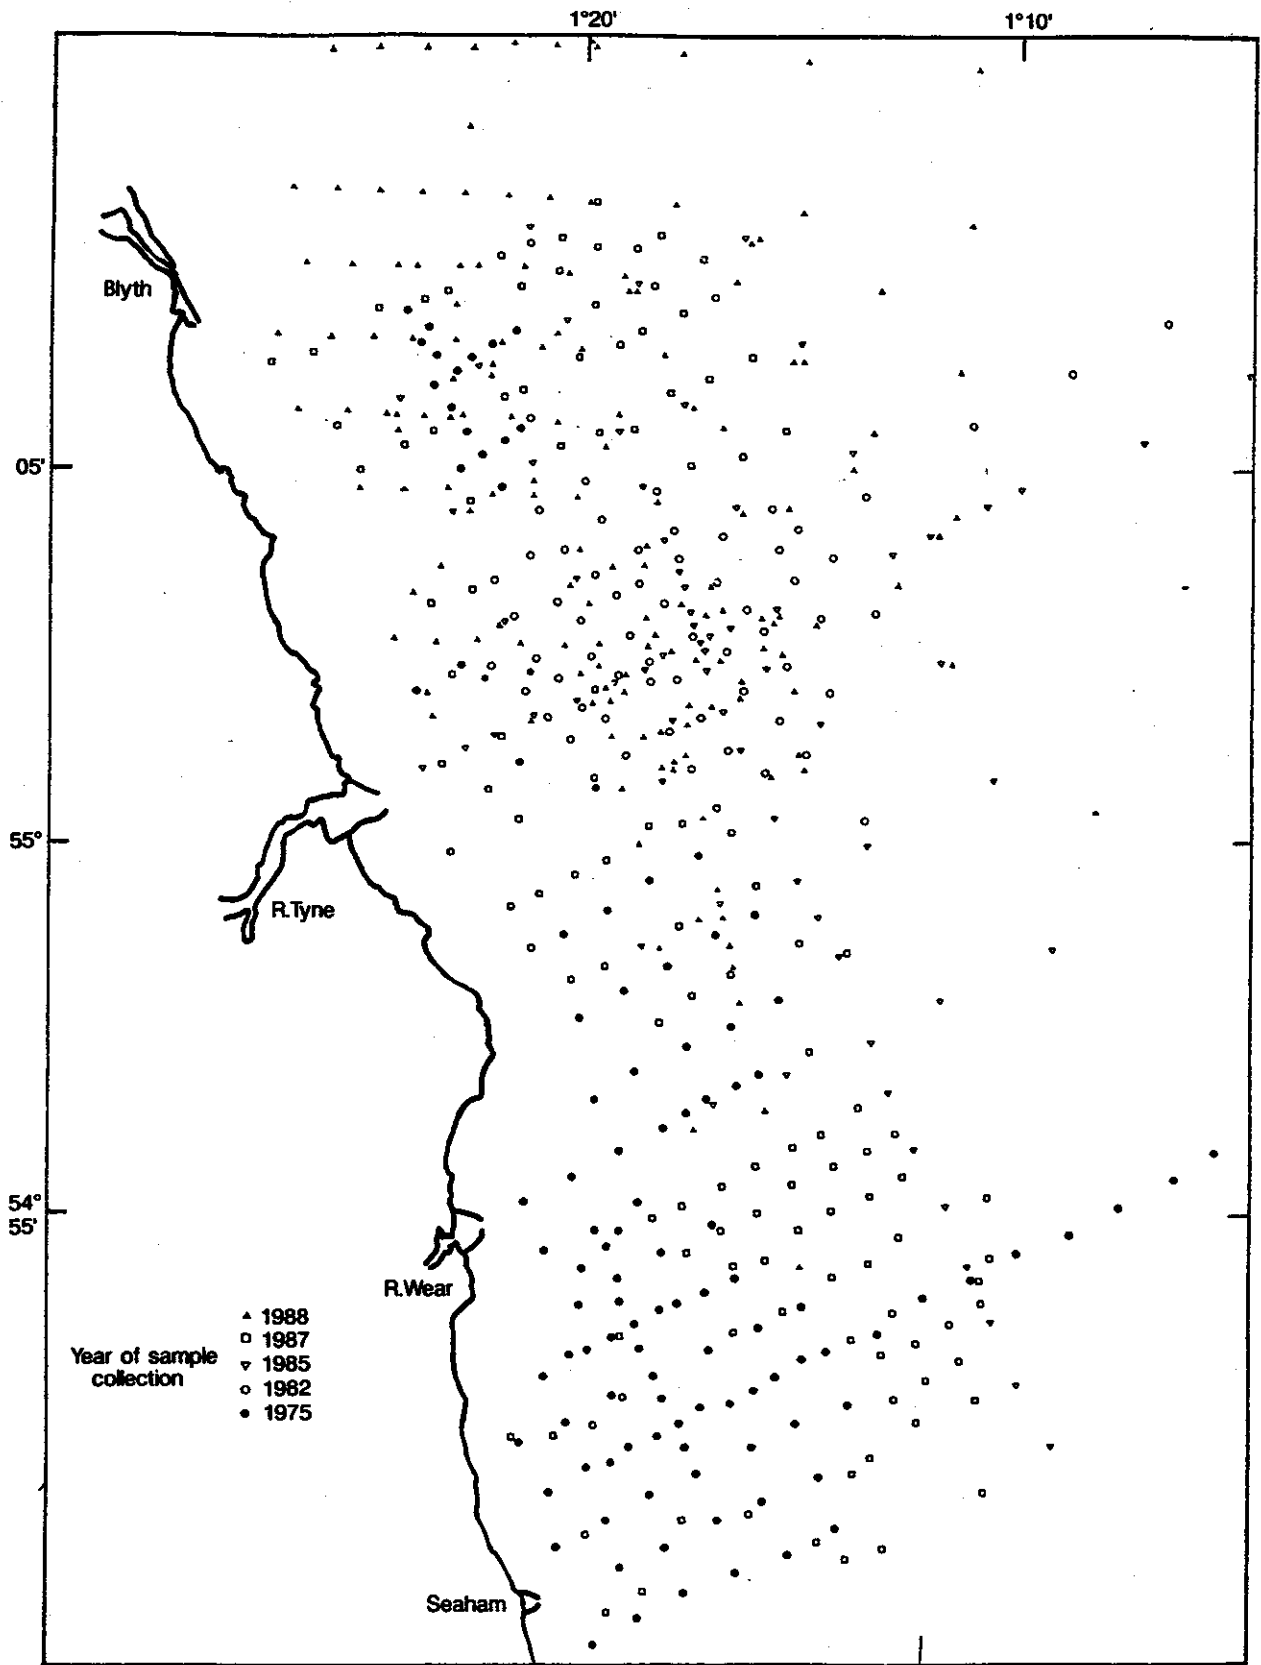 1°20'
1°10'
Blyth
05'
55°
R.Tyne
54°
55'
R.Wear
1988
Year of sample
collection
1987
1985
1982
1975
Seaham